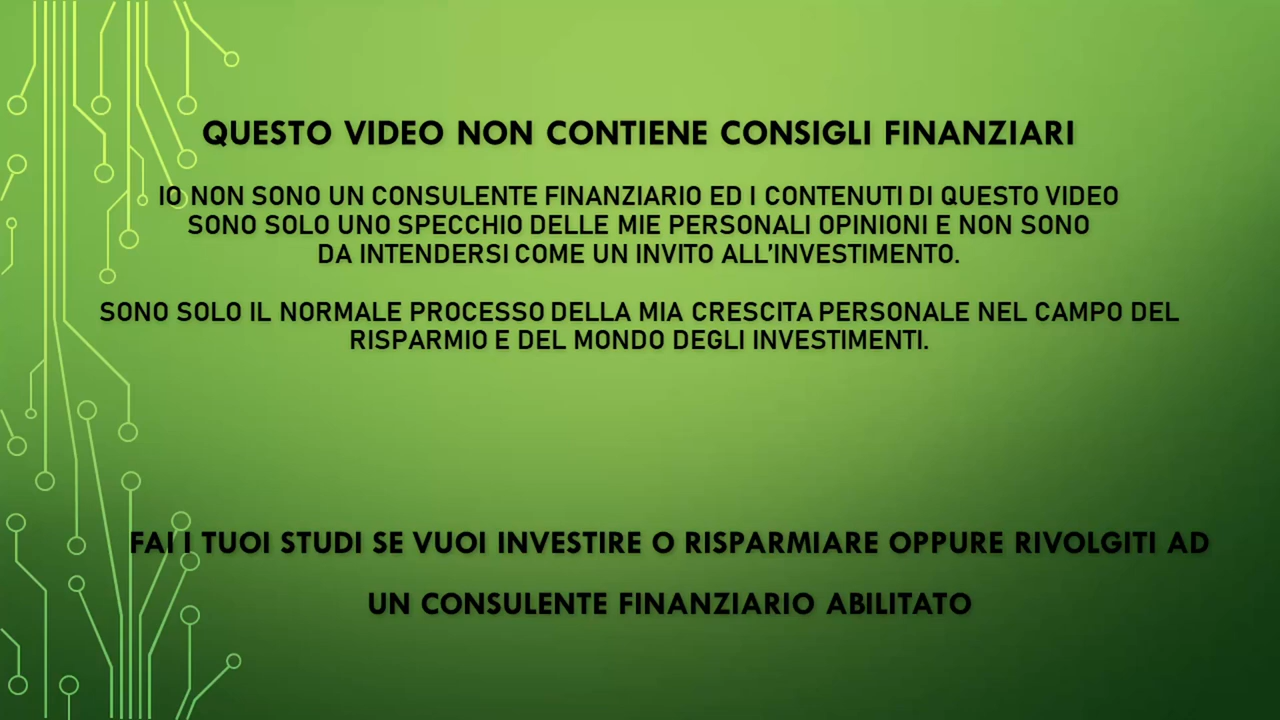 QUESTO VIDEO NON CONTIENE CONSIGLI FINANZIARI
IO NON SONO UN CONSULENTE FINANZIARIO ED I CONTENUTI DI QUESTO VIDEO
SONO SOLO UNO SPECCHIO DELLE MIE PERSONALI OPINIONI E NON SONO
DA INTENDERSI COME UN INVITO ALL'INVESTIMENTO.
SONO SOLO IL NORMALE PROCESSO DELLA MIA CRESCITA PERSONALE NEL CAMPO DEL
RISPARMIO E DEL MONDO DEGLI INVESTIMENTI.
FAI I TUOI STUDI SE VUOI INVESTIRE O RISPARMIARE OPPURE RIVOLGITI AD
UN CONSULENTE FINANZIARIO ABILITATO